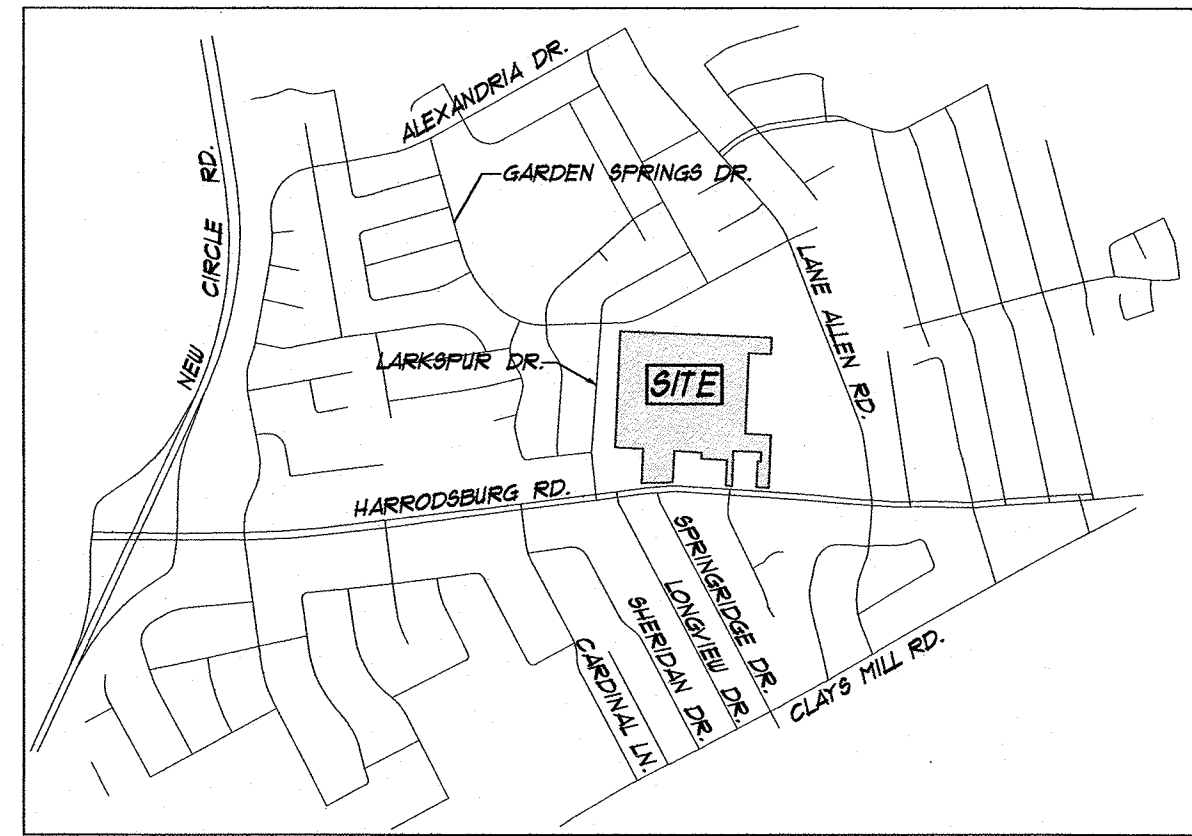 ALEXANDRIA DR.
GARDEN SPRINGS DR.
NEW CIRCLE RD.
LANE ALLEN RD.
LARKSPUR DR.
SITE
HARRODSBURG RD.
SPRINGRIDGE DR.
LONGVIEW DR.
SHERIDAN DR.
CARDINAL LN.
CLAYS MILL RD.